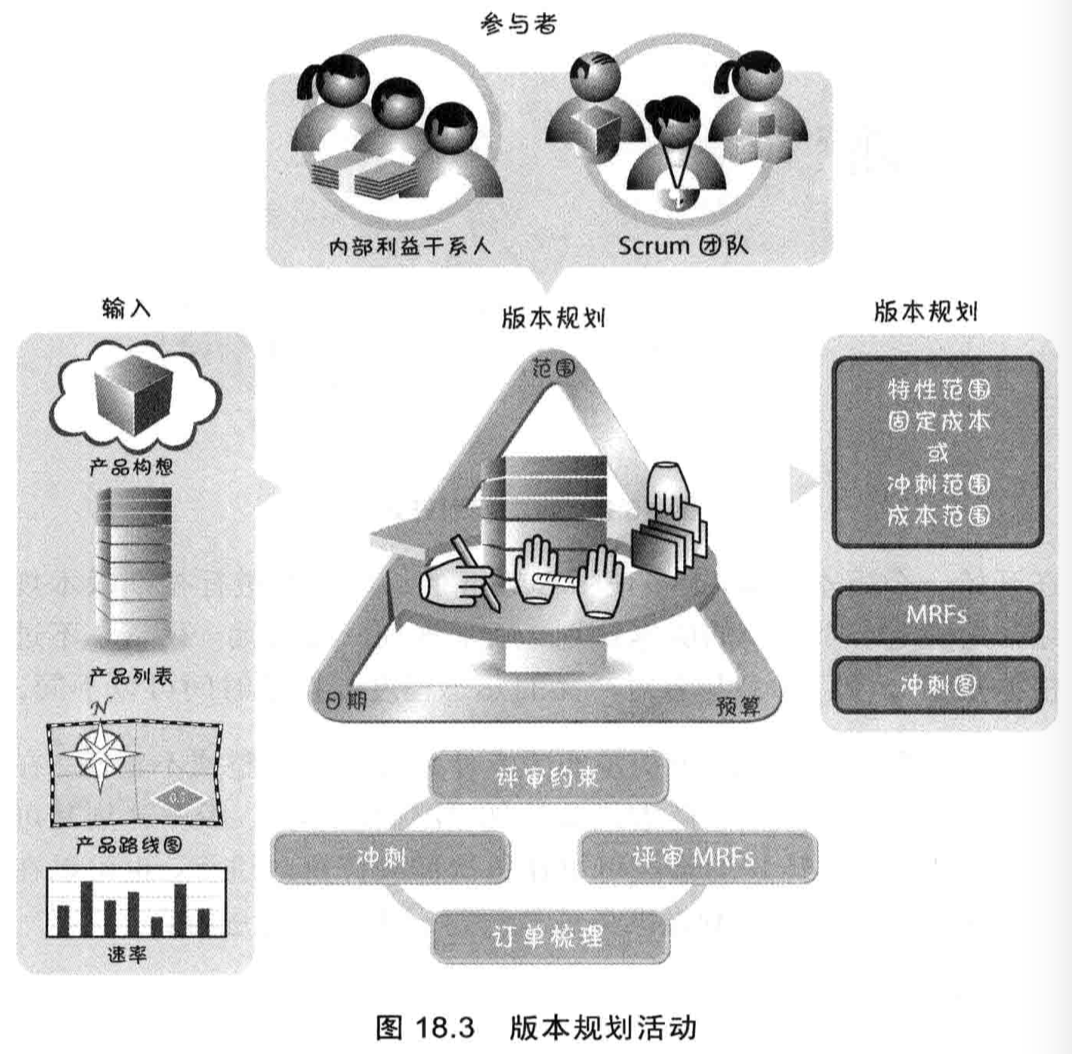 参与者
内部利益干系人
Scrum 团队
输入
产品构想
产品列表
N
0.5
产品路线图
速率
版本规划
范围
日期
预算
评审约束
冲刺
评审 MRFs
订单梳理
版本规划
特性范围
固定成本
或
冲刺范围
成本范围
MRFs
冲刺图
图 18.3 版本规划活动